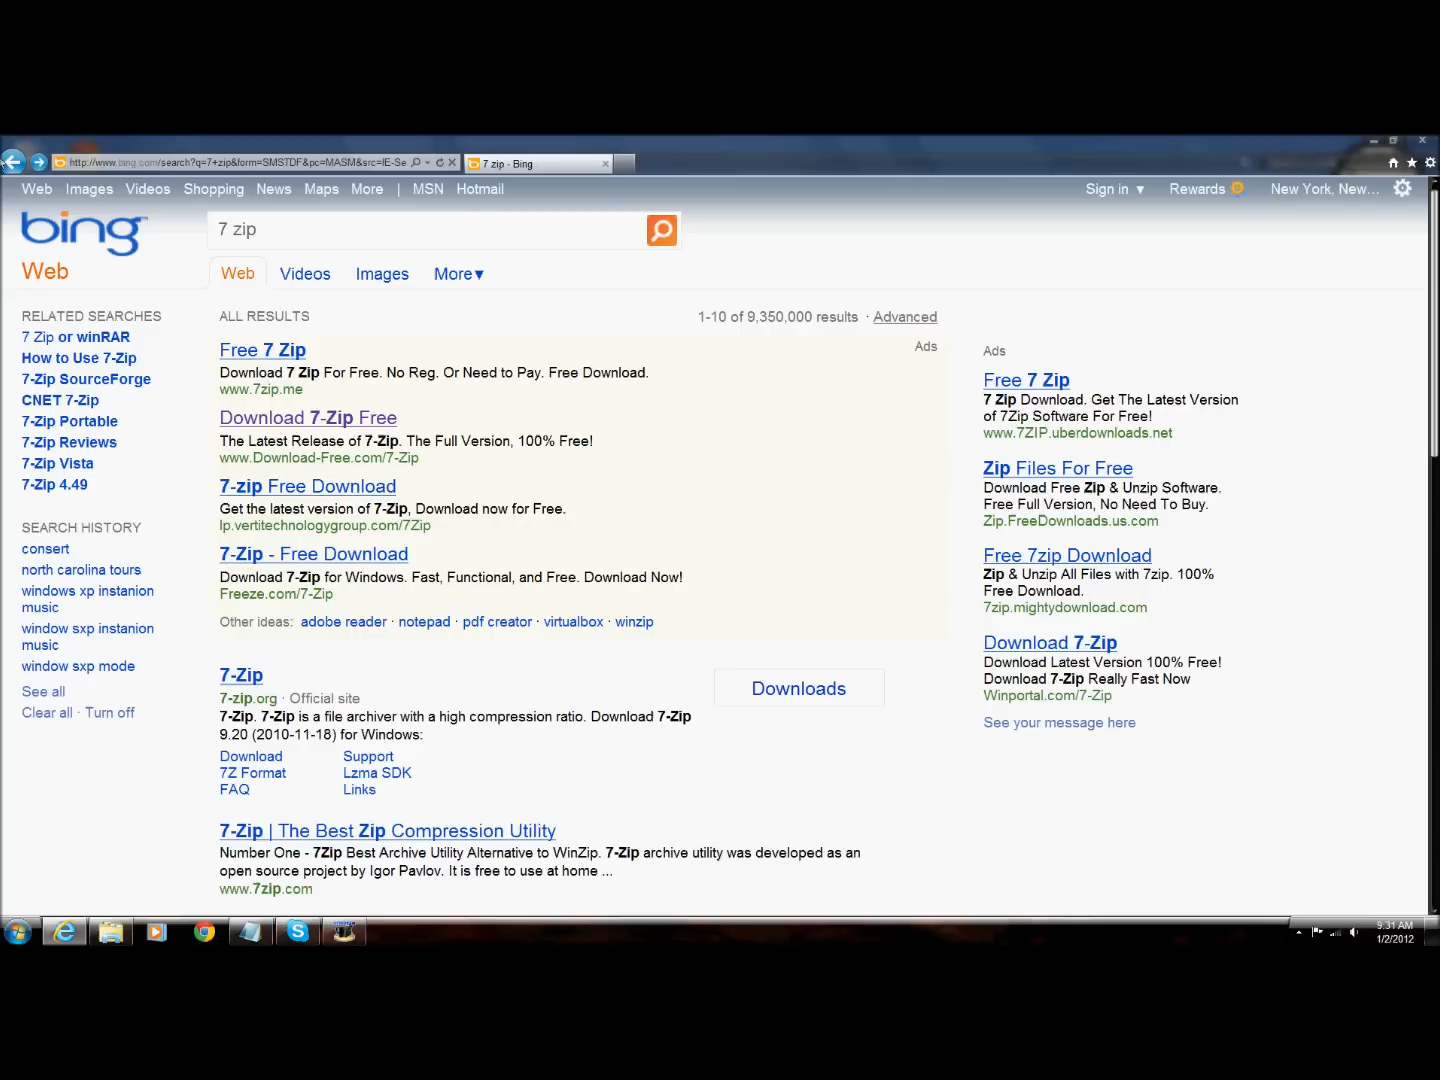 http://www.bing.com/search?q=7+zip&form=SMSTDF&pc=MASM&src=IE-Se
7 zip - Bing
Web Images Videos Shopping News Maps More | MSN Hotmail
Sign in ▼ Rewards New York, New...
bing
7 zip
Web
Web Videos Images More▼
RELATED SEARCHES
7 Zip or winRAR
How to Use 7-Zip
7-Zip SourceForge
CNET 7-Zip
7-Zip Portable
7-Zip Reviews
7-Zip Vista
7-Zip 4.49
SEARCH HISTORY
consert
north carolina tours
windows xp instanion
music
window sxp instanion
music
window sxp mode
See all
Clear all · Turn off
ALL RESULTS
1-10 of 9,350,000 results · Advanced
Free 7 Zip
Ads
Download 7 Zip For Free. No Reg. Or Need to Pay. Free Download.
www.7zip.me
Download 7-Zip Free
The Latest Release of 7-Zip. The Full Version, 100% Free!
www.Download-Free.com/7-Zip
7-zip Free Download
Get the latest version of 7-Zip, Download now for Free.
lp.vertitechnologygroup.com/7Zip
7-Zip - Free Download
Download 7-Zip for Windows. Fast, Functional, and Free. Download Now!
Freeze.com/7-Zip
Other ideas: adobe reader · notepad · pdf creator · virtualbox · winzip
7-Zip
7-zip.org · Official site
7-Zip. 7-Zip is a file archiver with a high compression ratio. Download 7-Zip
9.20 (2010-11-18) for Windows:
Downloads
Download Support
7Z Format Lzma SDK
FAQ Links
7-Zip | The Best Zip Compression Utility
Number One - 7Zip Best Archive Utility Alternative to WinZip. 7-Zip archive utility was developed as an
open source project by Igor Pavlov. It is free to use at home ...
www.7zip.com
Ads
Free 7 Zip
7 Zip Download. Get The Latest Version
of 7Zip Software For Free!
www.7ZIP.uberdownloads.net
Zip Files For Free
Download Free Zip & Unzip Software.
Free Full Version, No Need To Buy.
Zip.FreeDownloads.us.com
Free 7zip Download
Zip & Unzip All Files with 7zip. 100%
Free Download.
7zip.mightydownload.com
Download 7-Zip
Download Latest Version 100% Free!
Download 7-Zip Really Fast Now
Winportal.com/7-Zip
See your message here
9:31 AM
1/2/2012